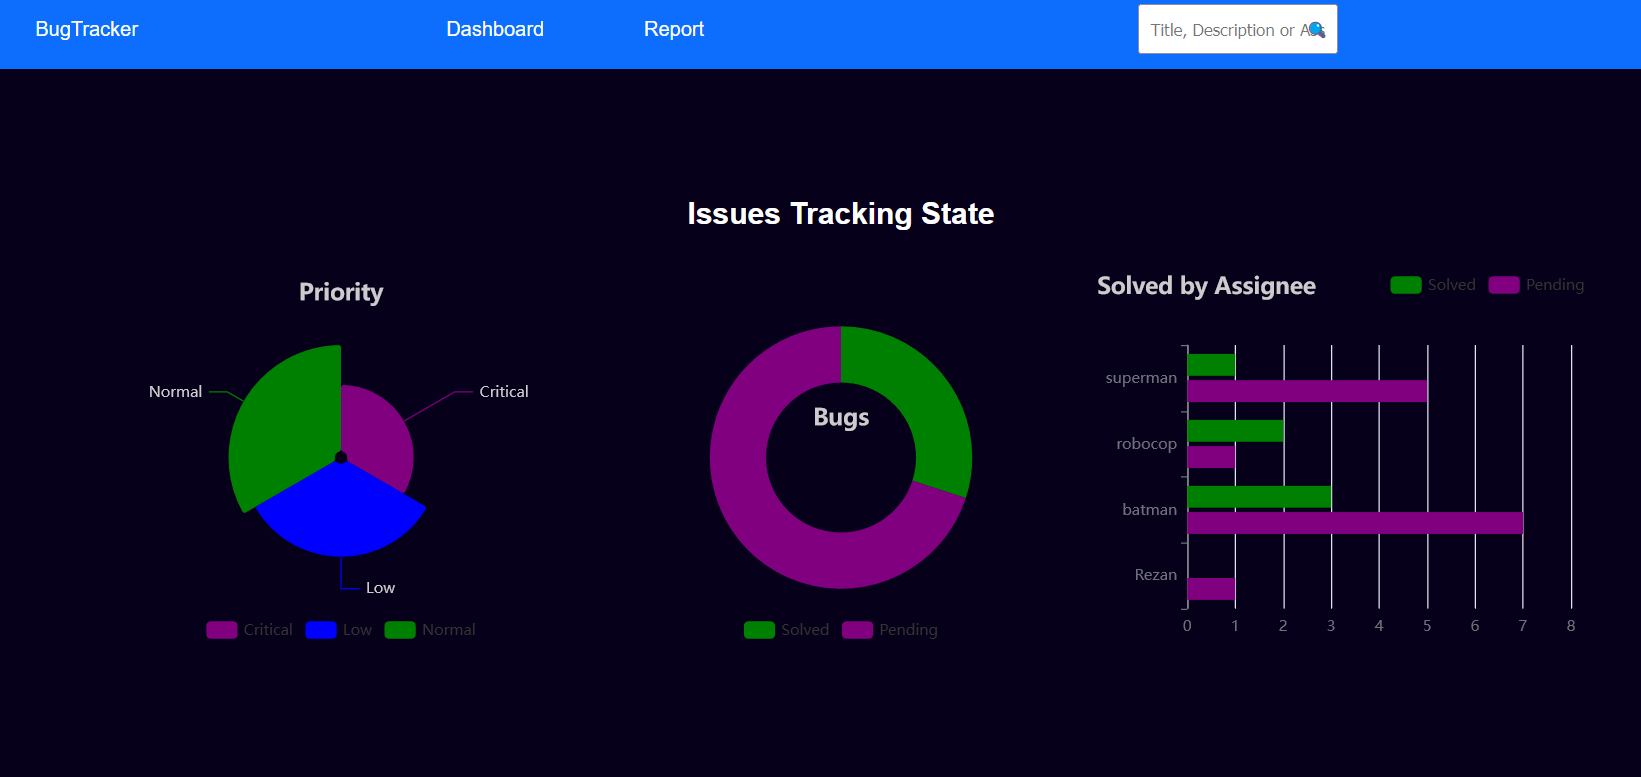 BugTracker
Dashboard
Report
Title, Description or As
Issues Tracking State
Priority
Normal
Critical
Low
Critical Low Normal
Bugs
Solved Pending
Solved by Assignee
Solved Pending
superman
robocop
batman
Rezan
0 1 2 3 4 5 6 7 8